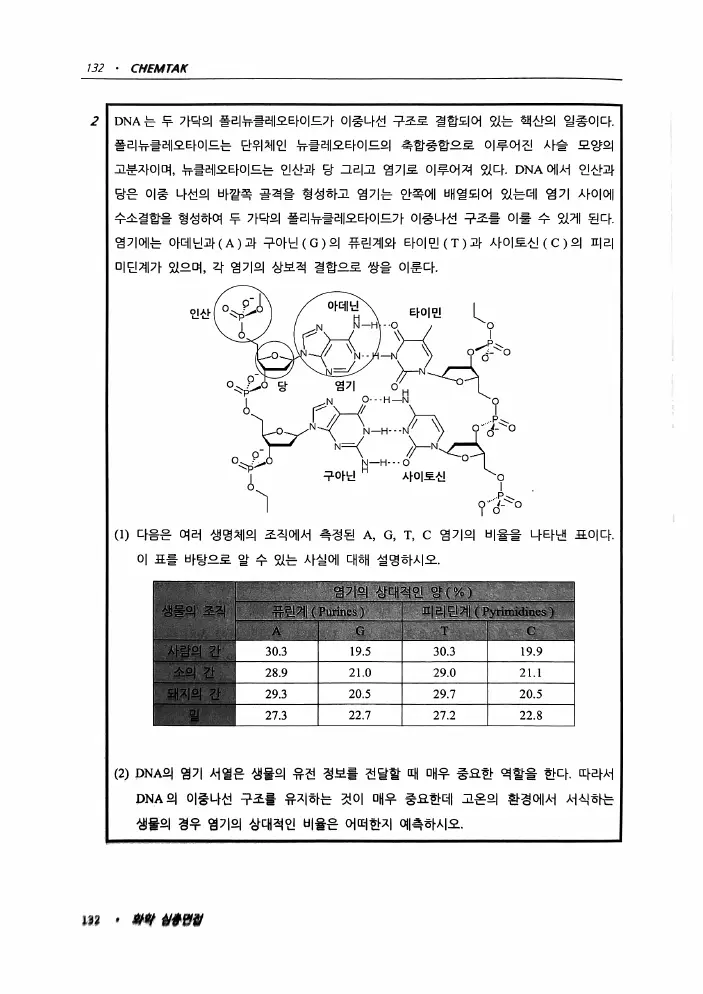 132 · CHEMTAK
2
DNA는 두 가닥의 폴리뉴클레오타이드가 이중나선 구조로 결합되어 있는 핵산의 일종이다.
폴리뉴클레오타이드는 단위체인 뉴클레오타이드의 축합중합으로 이루어진 사슬 모양의
고분자이며, 뉴클레오타이드는 인산과 당 그리고 염기로 이루어져 있다. DNA에서 인산과
당은 이중 나선의 바깥쪽 골격을 형성하고 염기는 안쪽에 배열되어 있는데 염기 사이에
수소결합을 형성하여 두 가닥의 폴리뉴클레오타이드가 이중나선 구조를 이룰 수 있게 된다.
염기에는 아데닌과(A)과 구아닌(G)의 퓨린계와 타이민(T)과 사이토신(C)의 피리
미딘계가 있으며, 각 염기의 상보적 결합으로 쌍을 이룬다.
인산 아데닌 타이민
당 염기
구아닌 사이토신
(1) 다음은 여러 생명체의 조직에서 측정된 A, G, T, C 염기의 비율을 나타낸 표이다.
이 표를 바탕으로 알 수 있는 사실에 대해 설명하시오.
생물의 조직 염기의 상대적인 양(%)
퓨린계(Purines) 피리딘계(Pyrimidines)
A G T C
사람의 간 30.3 19.5 30.3 19.9
소의 간 28.9 21.0 29.0 21.1
돼지의 간 29.3 20.5 29.7 20.5
밀 27.3 22.7 27.2 22.8
(2) DNA의 염기 서열은 생물의 유전 정보를 전달할 때 매우 중요한 역할을 한다. 따라서
DNA의 이중나선 구조를 유지하는 것이 매우 중요한데 고온의 환경에서 서식하는
생물의 경우 염기의 상대적인 비율은 어떠한지 예측하시오.
132 · 화학 심층면접